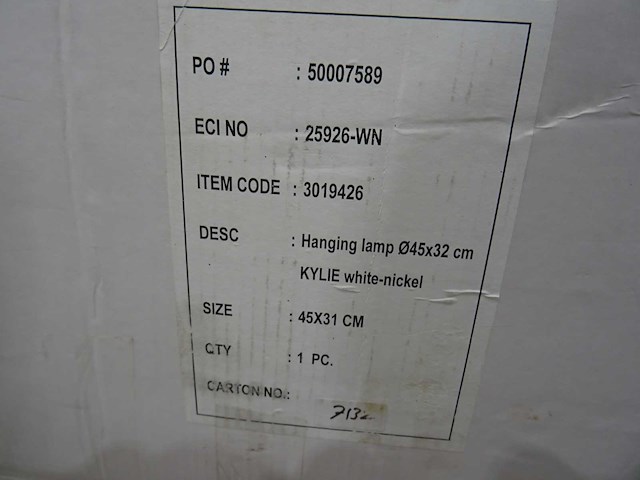 PO # : 50007589
ECI NO : 25926-WN
ITEM CODE : 3019426
DESC : Hanging lamp Ø45x32 cm
KYLIE white-nickel
SIZE : 45X31 CM
QTY : 1 PC.
CARTON NO.: 7132